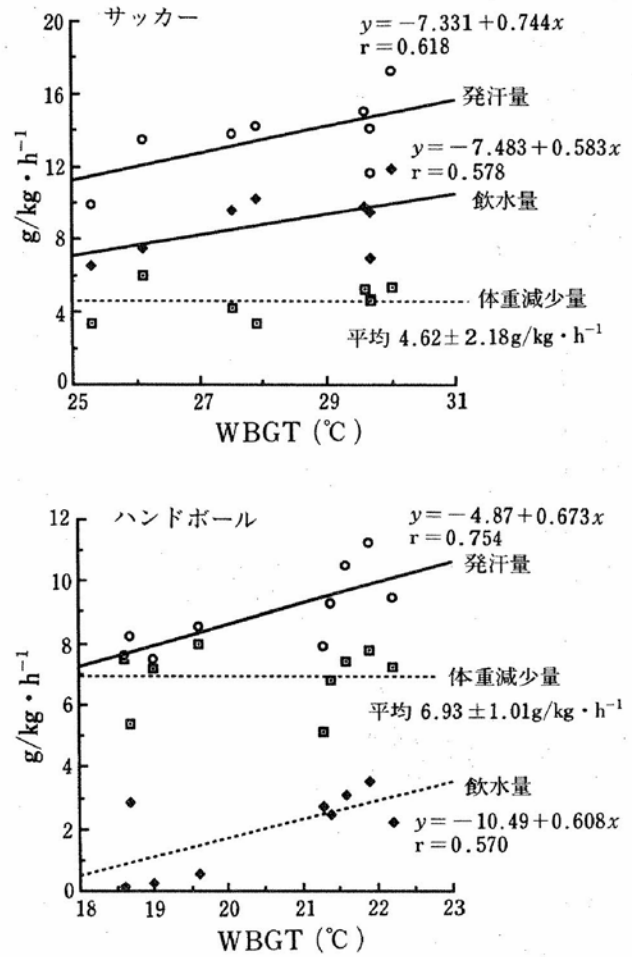 サッカー
y=-7.331+0.744x
r=0.618
発汗量
y=-7.483+0.583x
r=0.578
飲水量
体重減少量
平均 4.62±2.18g/kg・h⁻¹
g/kg・h⁻¹
20
16
12
8
4
0
25 27 29 31
WBGT (℃)
ハンドボール
y=-4.87+0.673x
r=0.754
発汗量
体重減少量
平均 6.93±1.01g/kg・h⁻¹
飲水量
y=-10.49+0.608x
r=0.570
g/kg・h⁻¹
12
10
8
6
4
2
0
18 19 20 21 22 23
WBGT (℃)